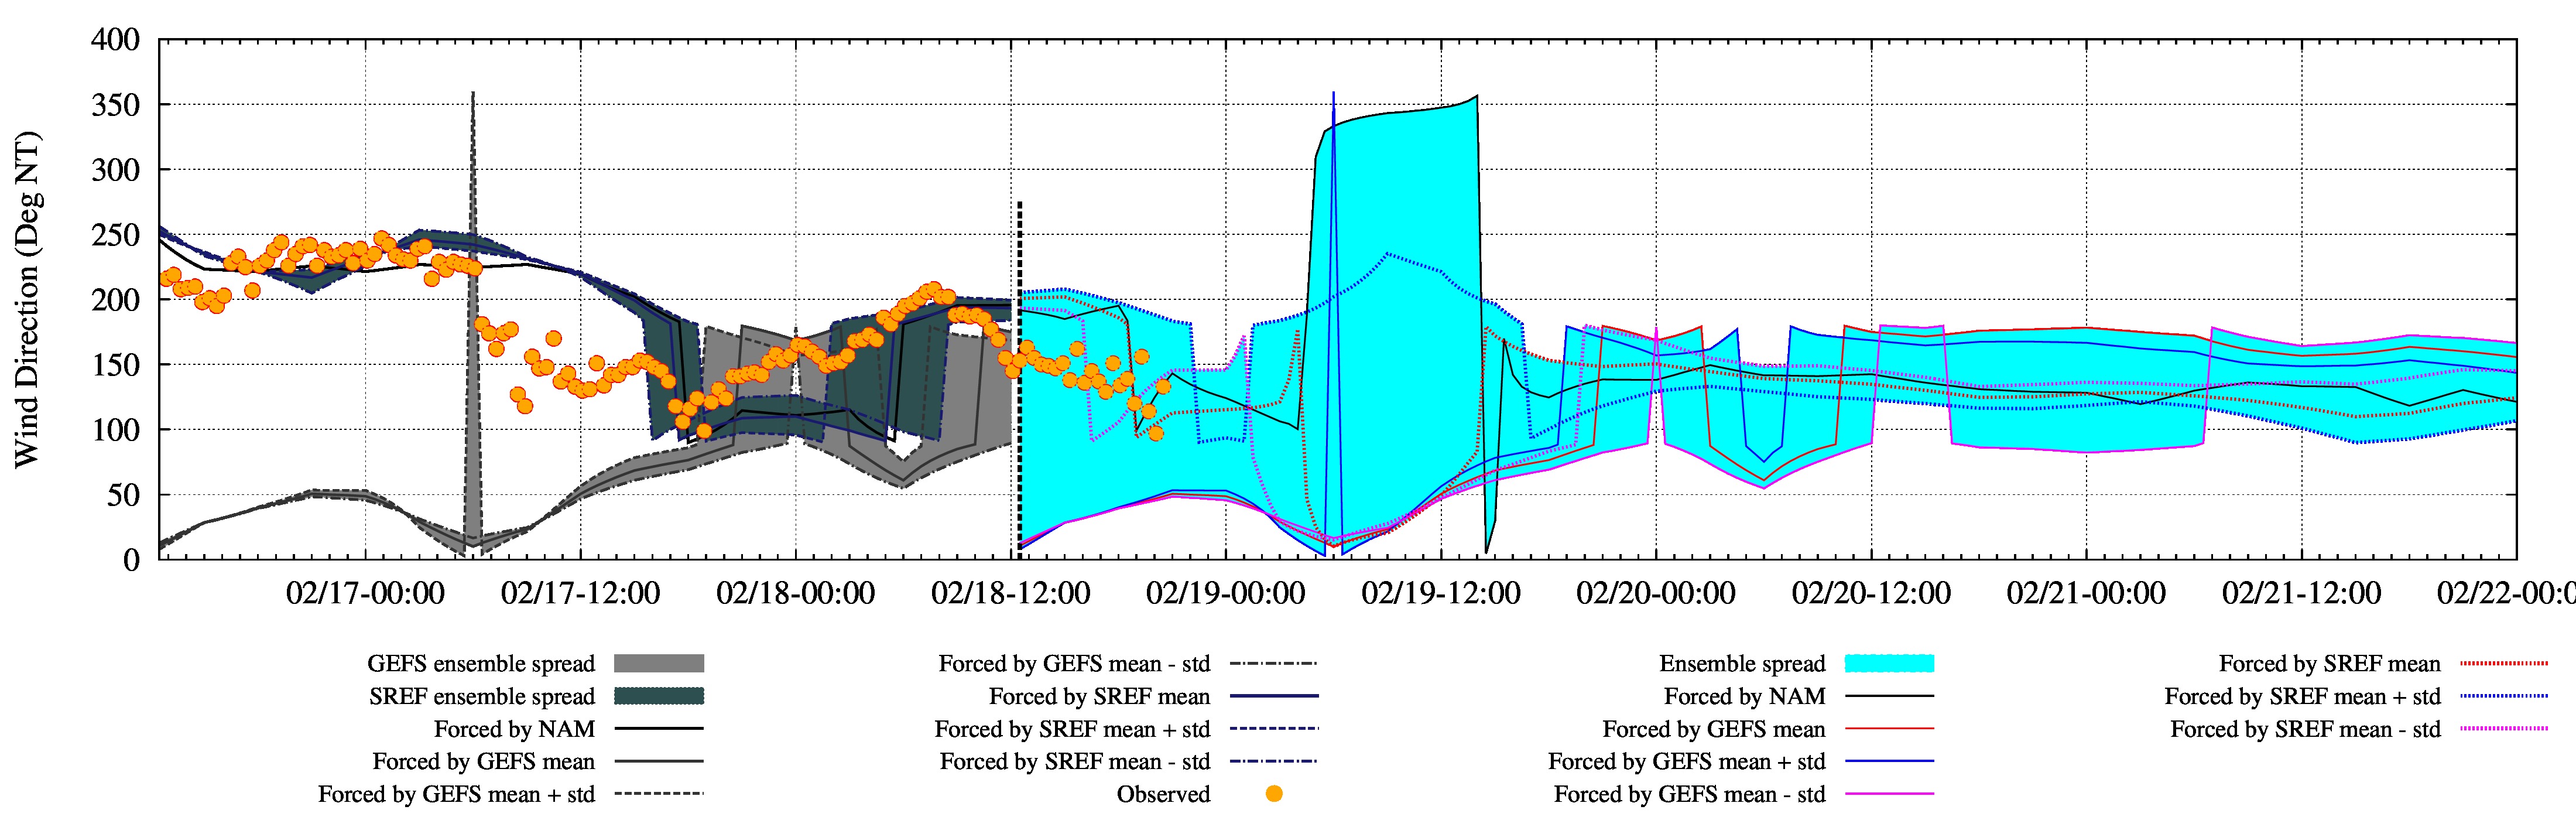 Wind Direction (Deg NT)
400
350
300
250
200
150
100
50
0
02/17-00:00 02/17-12:00 02/18-00:00 02/18-12:00 02/19-00:00 02/19-12:00 02/20-00:00 02/20-12:00 02/21-00:00 02/21-12:00 02/22-00:0
GEFS ensemble spread
SREF ensemble spread
Forced by NAM
Forced by GEFS mean
Forced by GEFS mean + std
Forced by GEFS mean - std
Forced by SREF mean
Forced by SREF mean + std
Forced by SREF mean - std
Observed
Ensemble spread
Forced by NAM
Forced by GEFS mean
Forced by GEFS mean + std
Forced by GEFS mean - std
Forced by SREF mean
Forced by SREF mean + std
Forced by SREF mean - std